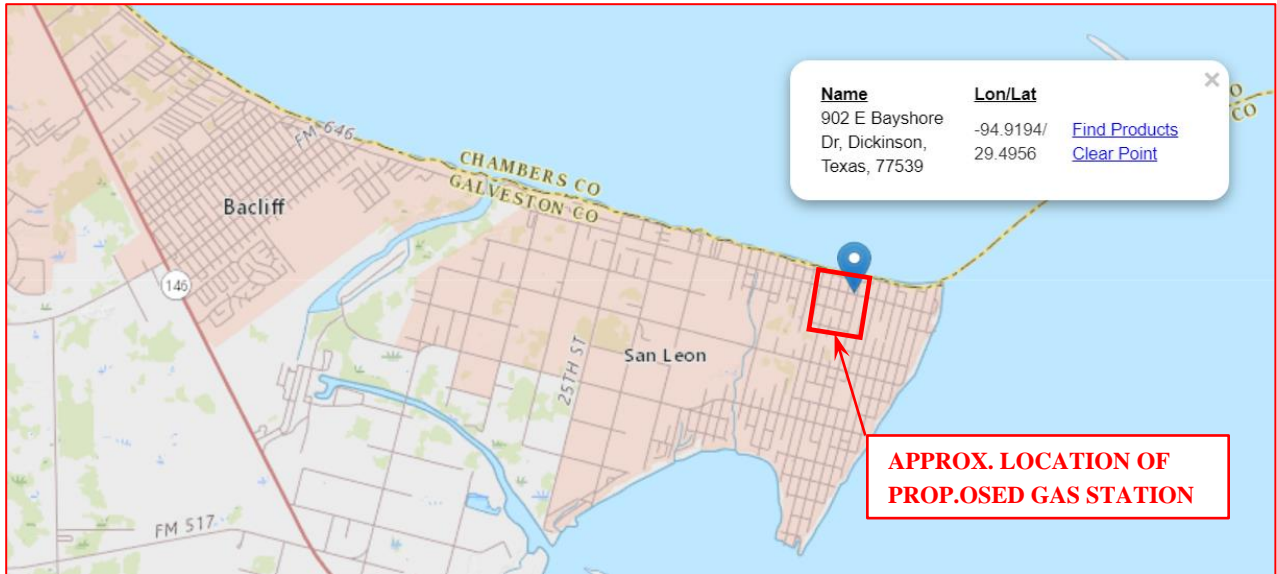 Name
Lon/Lat
×
902 E Bayshore
Dr, Dickinson,
Texas, 77539
-94.9194/
29.4956
Find Products
Clear Point
CO
FM 646
CHAMBERS CO
GALVESTON CO
Bacliff
146
25TH ST
San Leon
FM 517
APPROX. LOCATION OF
PROP.OSED GAS STATION